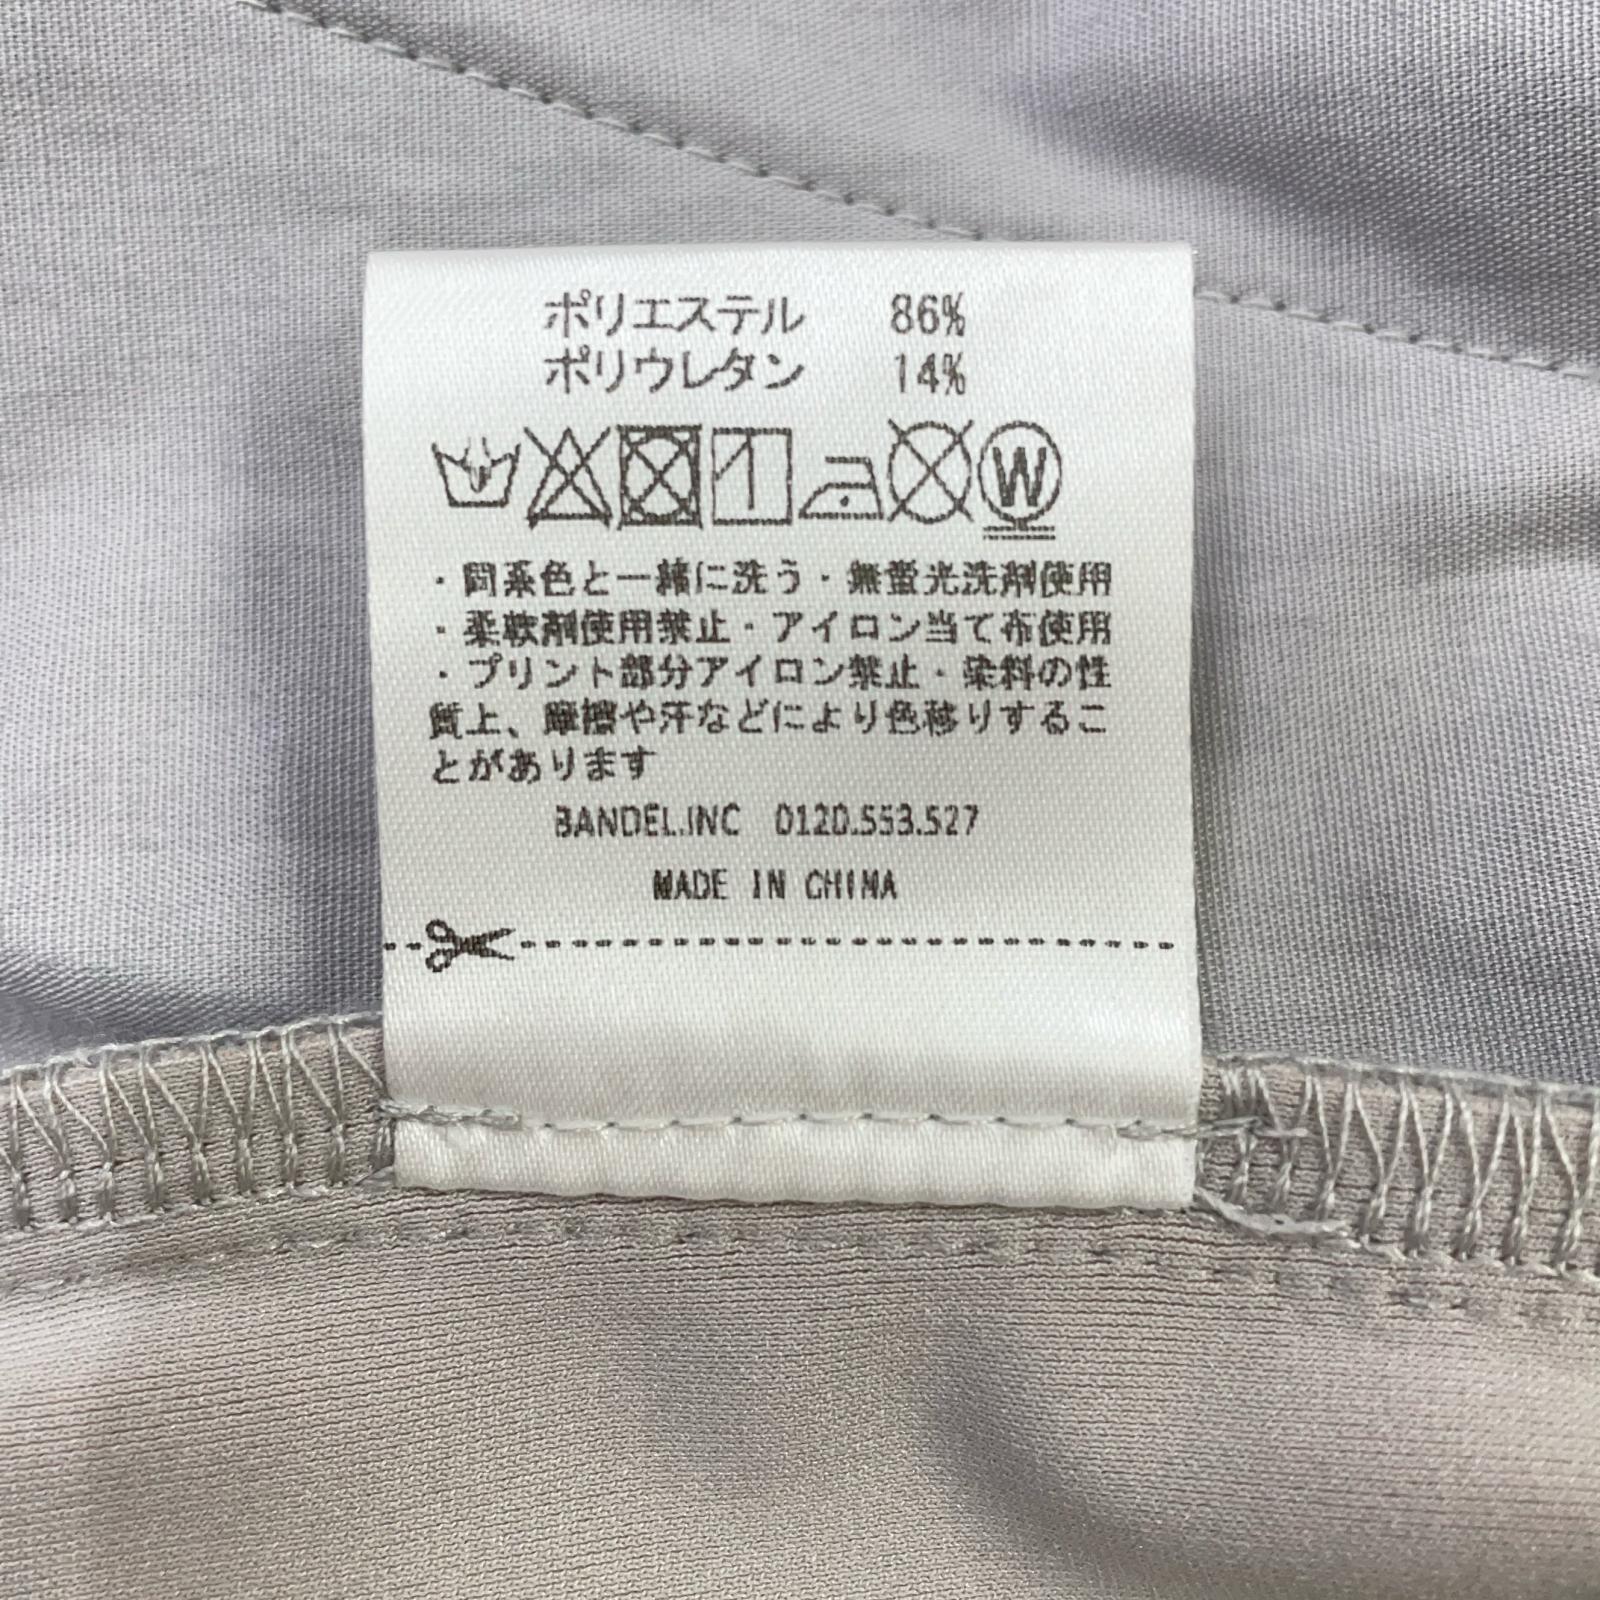 ポリエステル 86%
ポリウレタン 14%
W
・同系色と一緒に洗う・無蛍光洗剤使用
・柔軟剤使用禁止・アイロン当て布使用
・プリント部分アイロン禁止・染料の性
質上、摩擦や汗などにより色移りするこ
とがあります
BANDEL.INC 0120.553.527
MADE IN CHINA